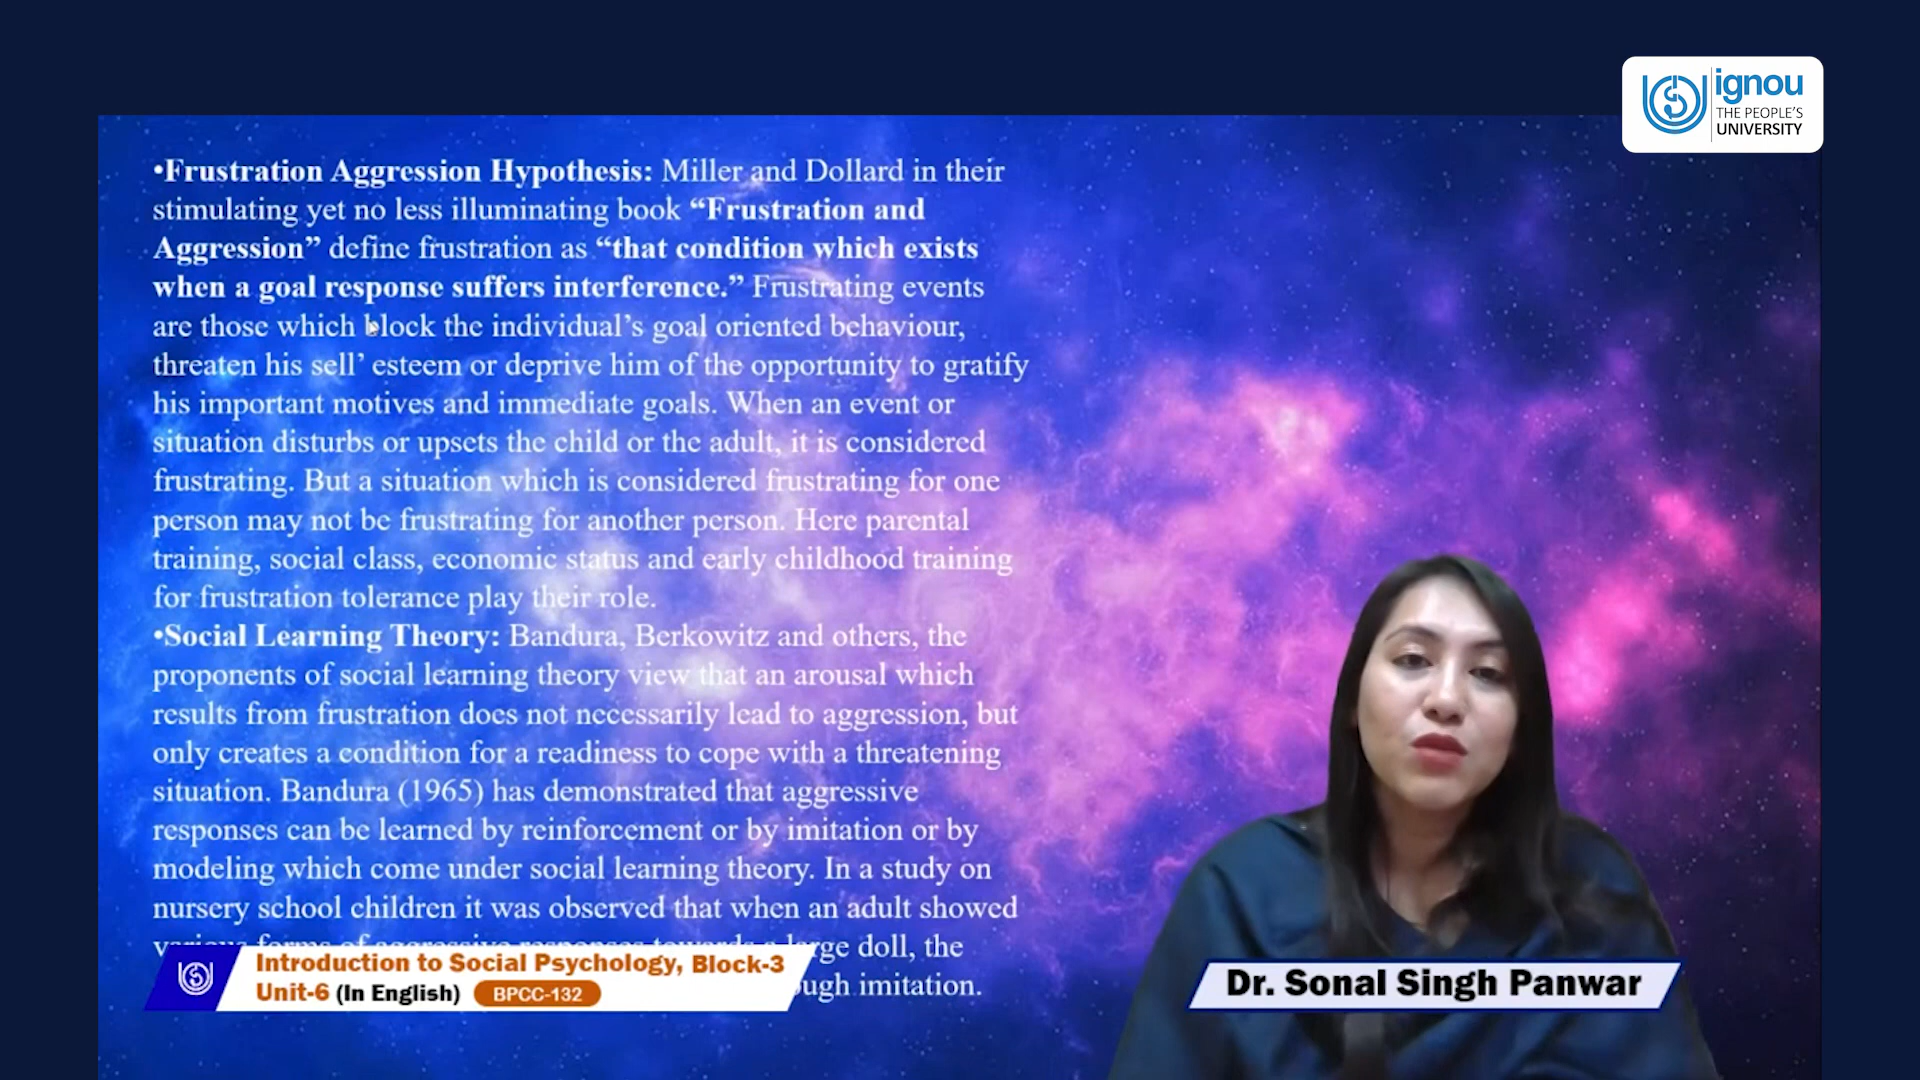 ignou
THE PEOPLE'S
UNIVERSITY
•Frustration Aggression Hypothesis: Miller and Dollard in their
stimulating yet no less illuminating book “Frustration and
Aggression” define frustration as “that condition which exists
when a goal response suffers interference.” Frustrating events
are those which block the individual’s goal oriented behaviour,
threaten his sell’ esteem or deprive him of the opportunity to gratify
his important motives and immediate goals. When an event or
situation disturbs or upsets the child or the adult, it is considered
frustrating. But a situation which is considered frustrating for one
person may not be frustrating for another person. Here parental
training, social class, economic status and early childhood training
for frustration tolerance play their role.
•Social Learning Theory: Bandura, Berkowitz and others, the
proponents of social learning theory view that an arousal which
results from frustration does not necessarily lead to aggression, but
only creates a condition for a readiness to cope with a threatening
situation. Bandura (1965) has demonstrated that aggressive
responses can be learned by reinforcement or by imitation or by
modeling which come under social learning theory. In a study on
nursery school children it was observed that when an adult showed
doll, the
imitation.
Introduction to Social Psychology, Block-3
Unit-6 (In English) BPCC-132
Dr. Sonal Singh Panwar